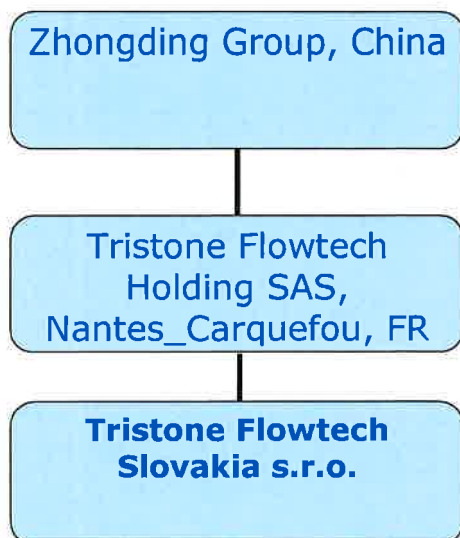 Zhongding Group, China
Tristone Flowtech
Holding SAS,
Nantes_Carquefou, FR
Tristone Flowtech
Slovakia s.r.o.